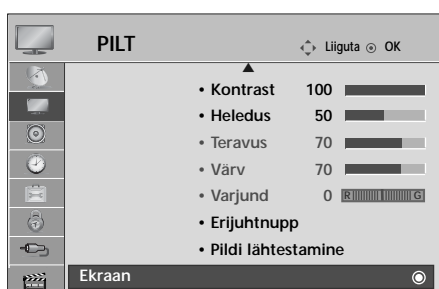 PILT Liiguta OK
• Kontrast 100
• Heledus 50
• Teravus 70
• Värv 70
• Varjund 0 R G
• Erijuhtnupp
• Pildi lähtestamine
Ekraan